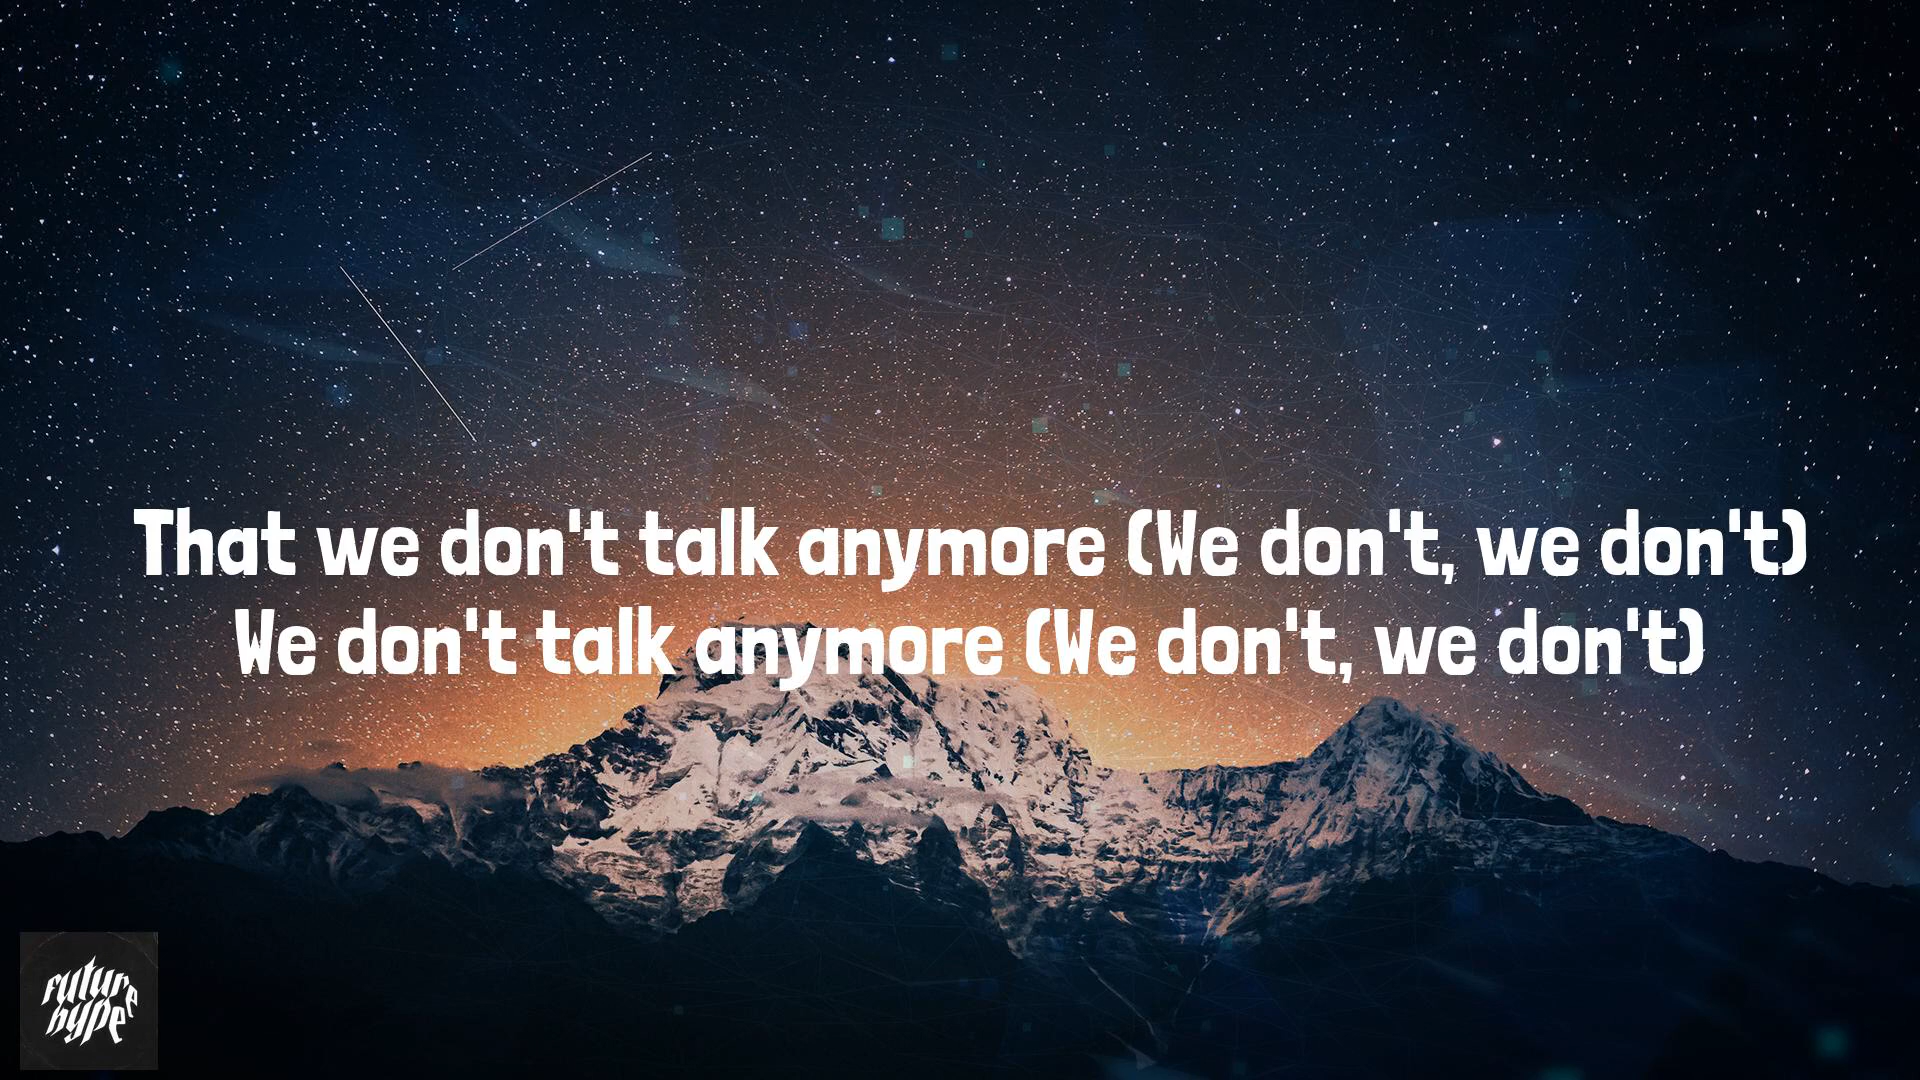 That we don't talk anymore (We don't, we don't)
We don't talk anymore (We don't, we don't)
future
hype